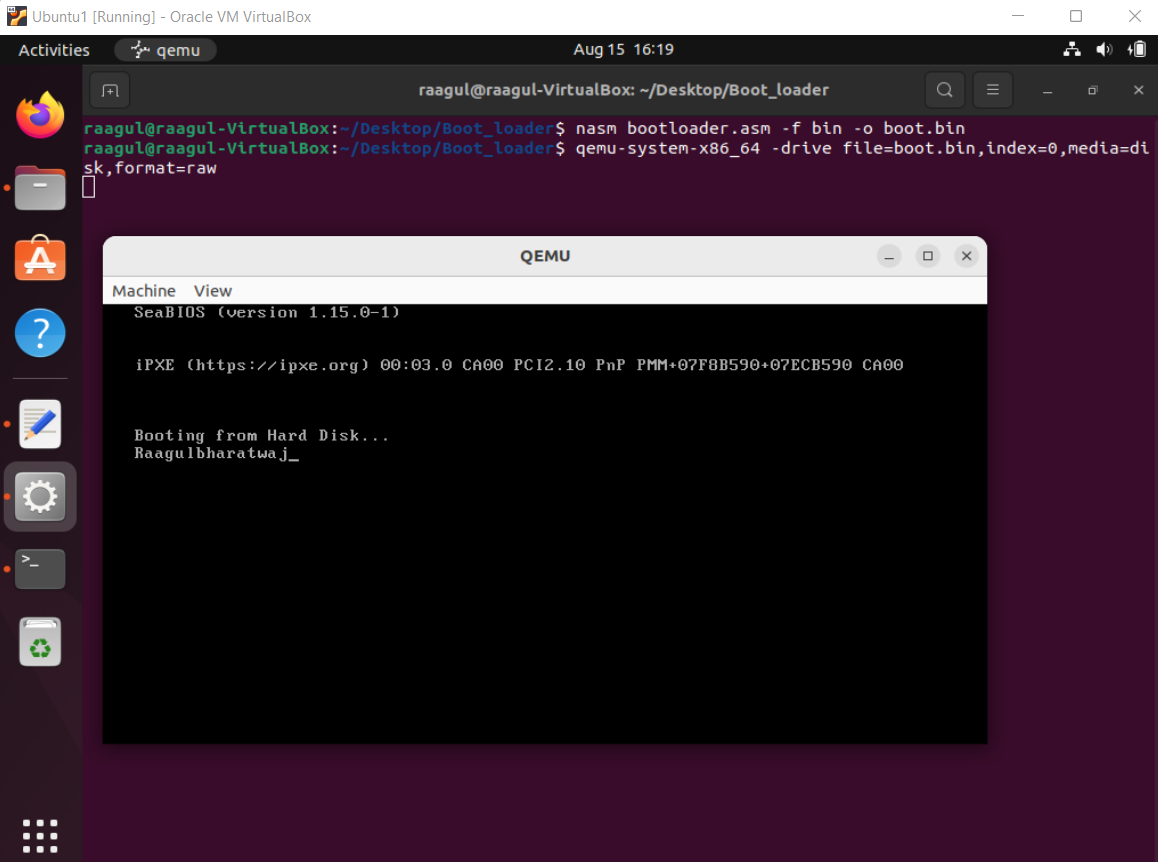 Ubuntu1 [Running] - Oracle VM VirtualBox
Activities qemu Aug 15 16:19
raagul@raagul-VirtualBox: ~/Desktop/Boot_loader
raagul@raagul-VirtualBox:~/Desktop/Boot_loader$ nasm bootloader.asm -f bin -o boot.bin
raagul@raagul-VirtualBox:~/Desktop/Boot_loader$ qemu-system-x86_64 -drive file=boot.bin,index=0,media=di
sk,format=raw
QEMU
Machine View
SeaBIOS (version 1.15.0-1)
iPXE (https://ipxe.org) 00:03.0 CA00 PCI2.10 PnP PMM+07F8B590+07ECB590 CA00
Booting from Hard Disk...
Raagulbharatwaj_